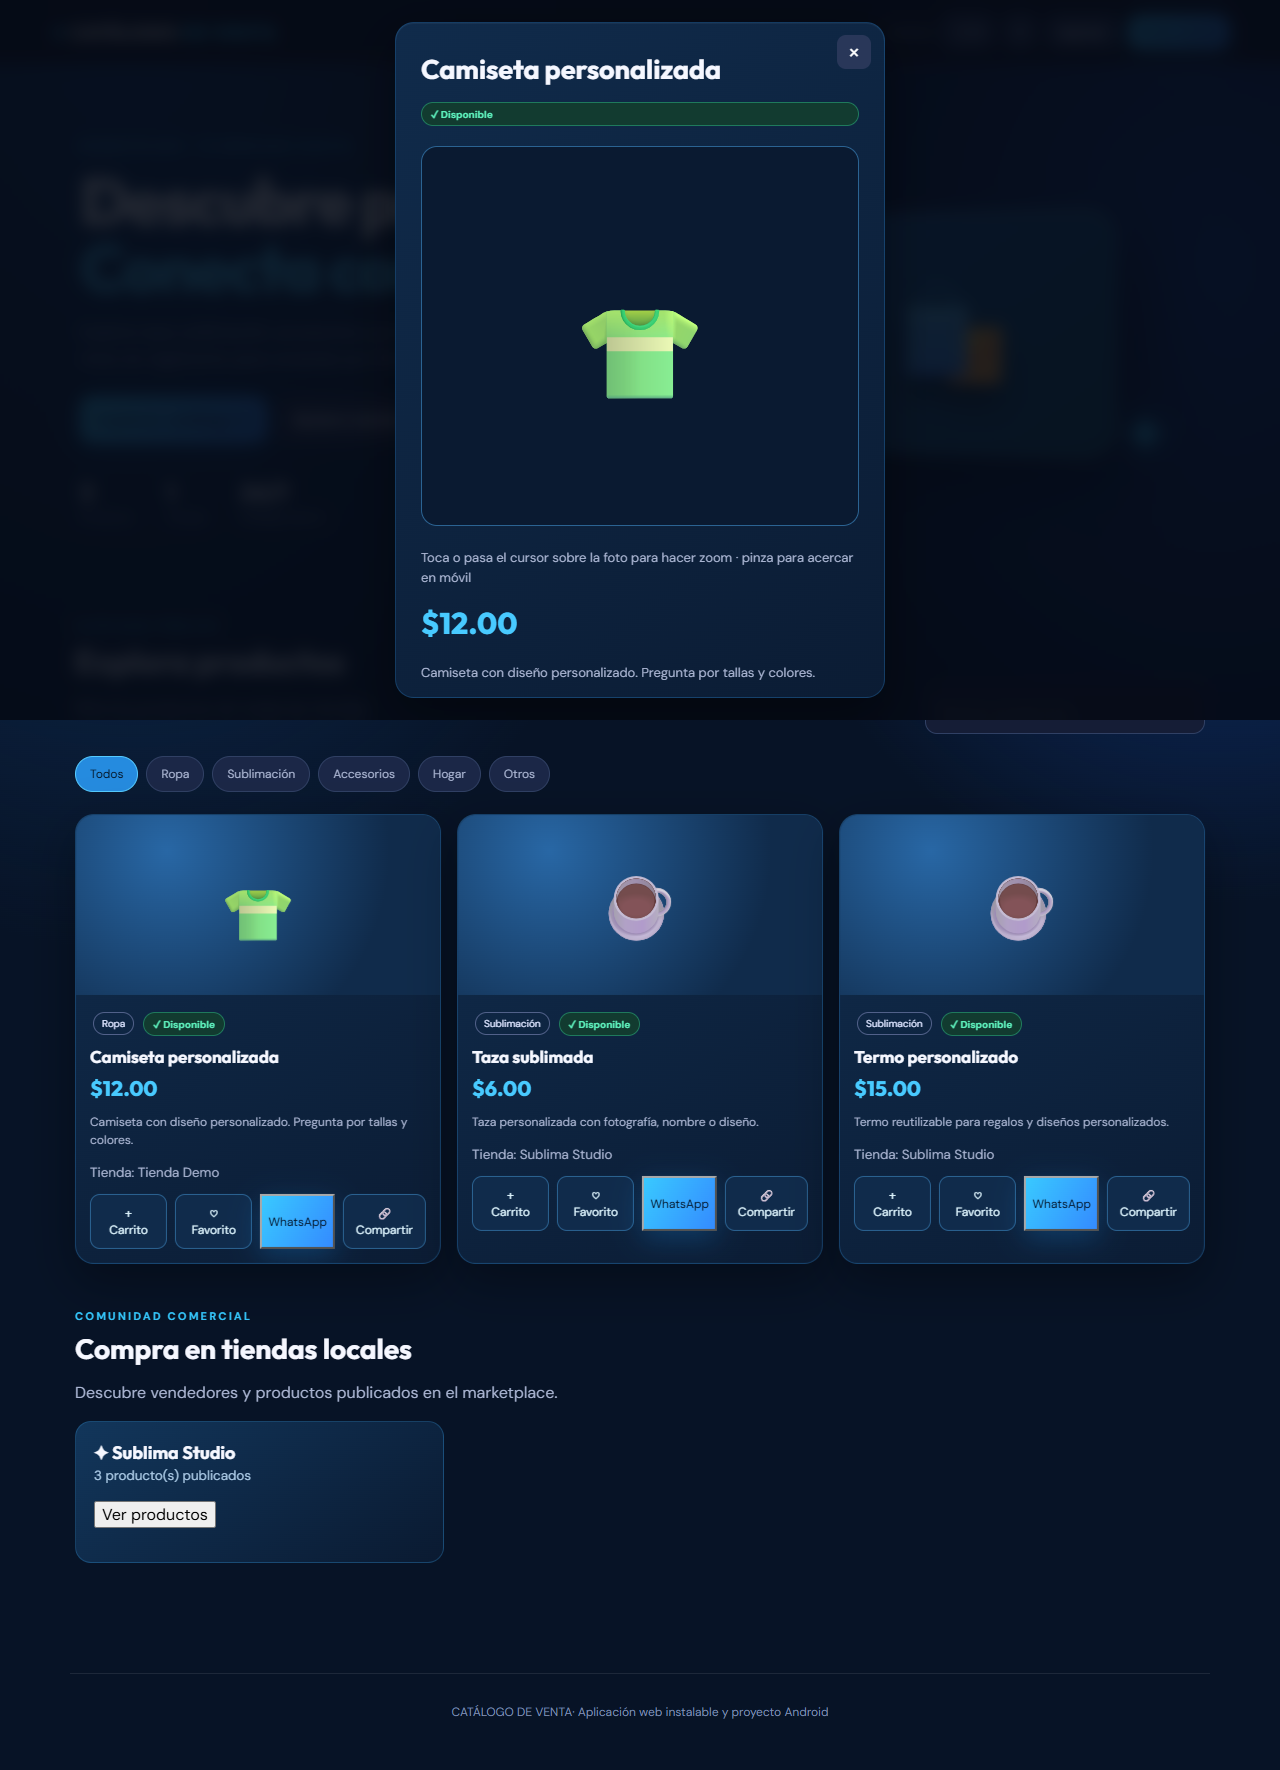 Camiseta personalizada
×
✓ Disponible
Toca o pasa el cursor sobre la foto para hacer zoom · pinza para acercar
en móvil
$12.00
Camiseta con diseño personalizado. Pregunta por tallas y colores.
Todos
Ropa
Sublimación
Accesorios
Hogar
Otros
Ropa
✓ Disponible
Camiseta personalizada
$12.00
Camiseta con diseño personalizado. Pregunta por tallas y
colores.
Tienda: Tienda Demo
+
Carrito
♡
Favorito
WhatsApp
Compartir
Sublimación
✓ Disponible
Taza sublimada
$6.00
Taza personalizada con fotografía, nombre o diseño.
Tienda: Sublima Studio
+
Carrito
♡
Favorito
WhatsApp
Compartir
Sublimación
✓ Disponible
Termo personalizado
$15.00
Termo reutilizable para regalos y diseños personalizados.
Tienda: Sublima Studio
+
Carrito
♡
Favorito
WhatsApp
Compartir
COMUNIDAD COMERCIAL
Compra en tiendas locales
Descubre vendedores y productos publicados en el marketplace.
✦ Sublima Studio
3 producto(s) publicados
Ver productos
CATÁLOGO DE VENTA· Aplicación web instalable y proyecto Android